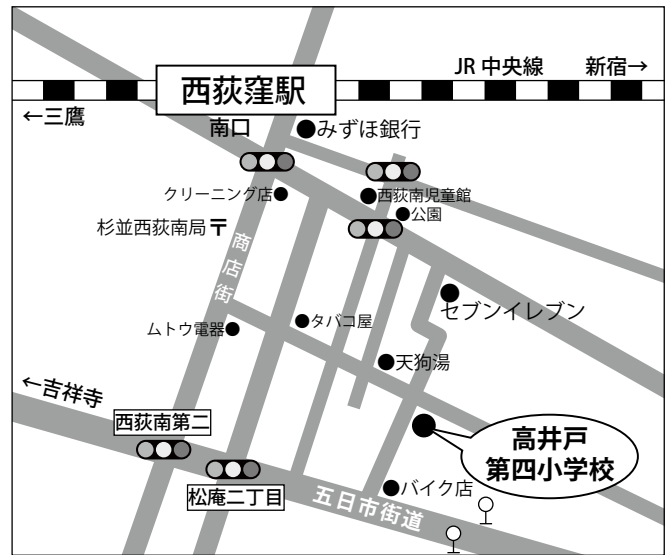 JR 中央線
新宿→
西荻窪駅
←三鷹
南口
みずほ銀行
クリーニング店
西荻南児童館
公園
杉並西荻南局〒
商店街
セブンイレブン
タバコ屋
ムトウ電器
天狗湯
←吉祥寺
西荻南第二
高井戸
第四小学校
松庵二丁目
バイク店
五日市街道